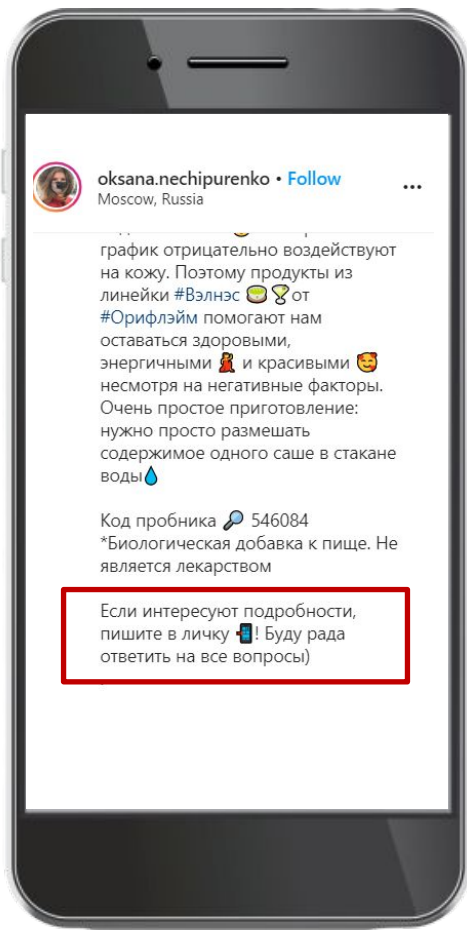 oksana.nechipurenko • Follow
Moscow, Russia
график отрицательно воздействуют
на кожу. Поэтому продукты из
линейки #Вэлнэс от
#Орифлэйм помогают нам
оставаться здоровыми,
энергичными и красивыми
несмотря на негативные факторы.
Очень простое приготовление:
нужно просто размешать
содержимое одного саше в стакане
воды
Код пробника 546084
*Биологическая добавка к пище. Не
является лекарством
Если интересуют подробности,
пишите в личку ! Буду рада
ответить на все вопросы)